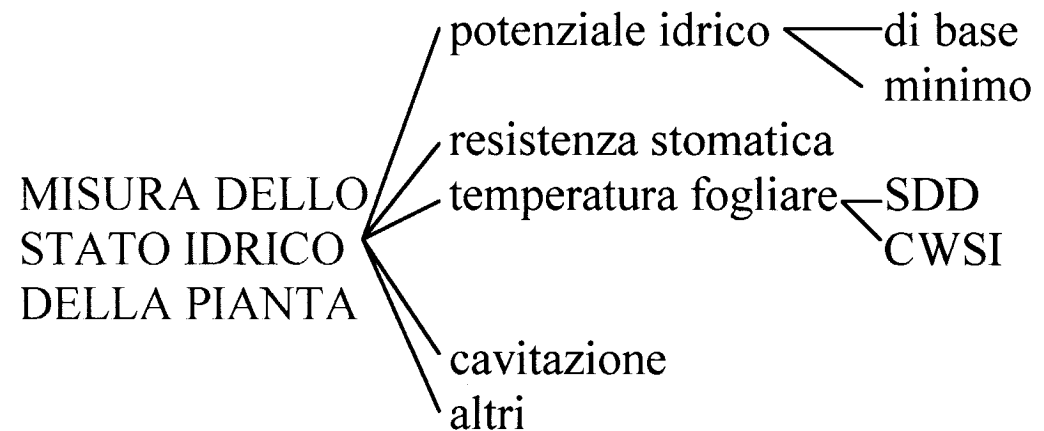 potenziale idrico
di base
minimo
resistenza stomatica
MISURA DELLO
STATO IDRICO
DELLA PIANTA
temperatura fogliare
SDD
CWSI
cavitazione
altri